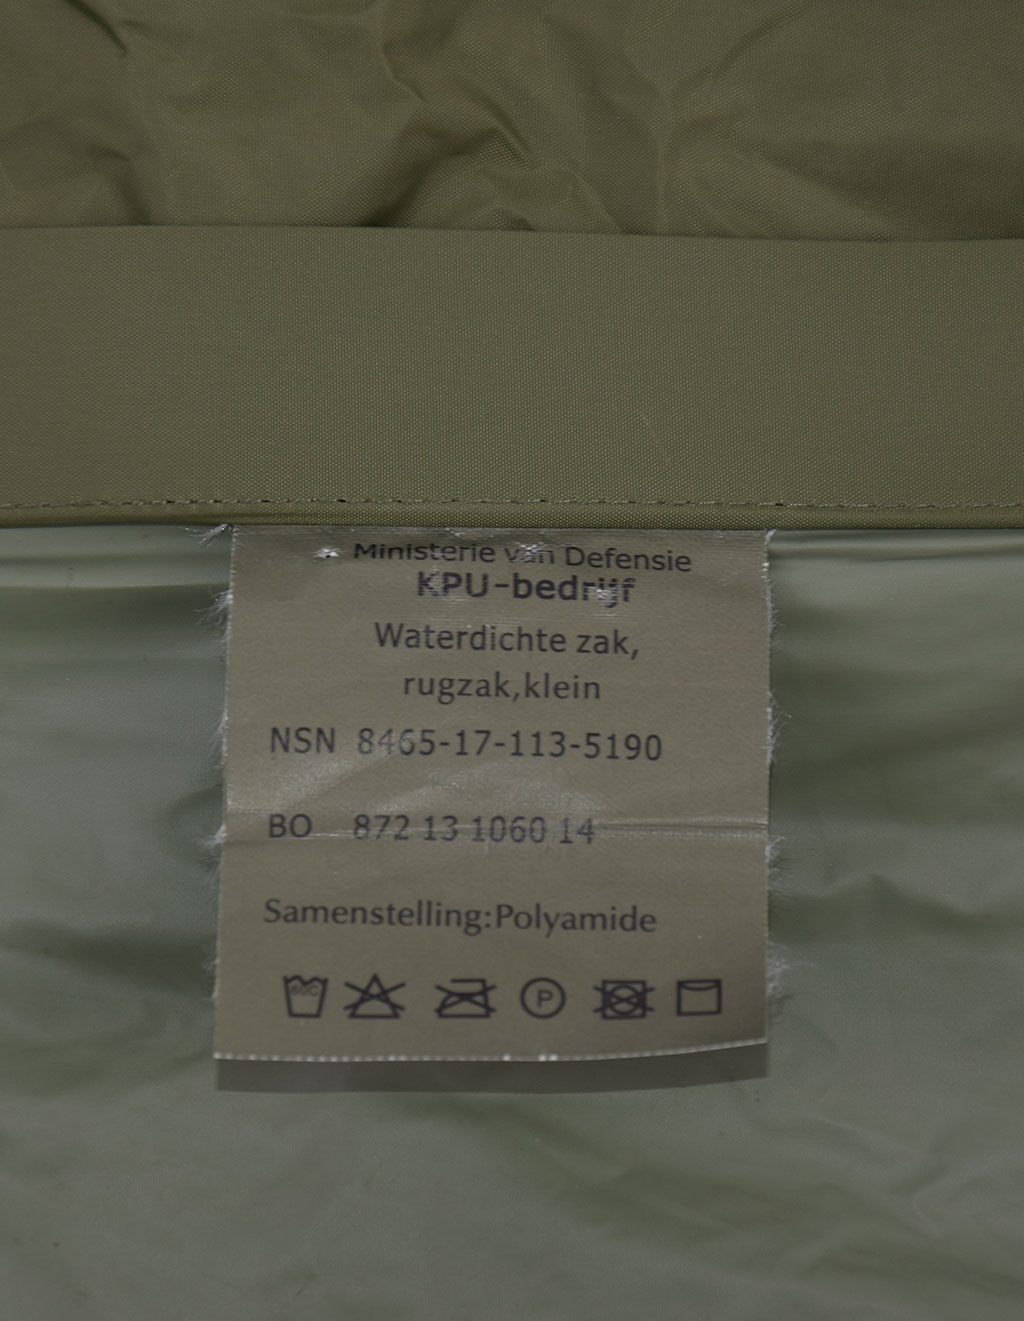 Ministerie van Defensie
KPU-bedrijf
Waterdichte zak,
rugzak,klein
NSN 8465-17-113-5190
BO 872 13 1060 14
Samenstelling:Polyamide
P